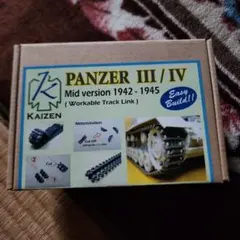 PANZER III / IV
Mid version 1942 - 1945
( Workable Track Link )
Easy
Build!!
K
KAIZEN